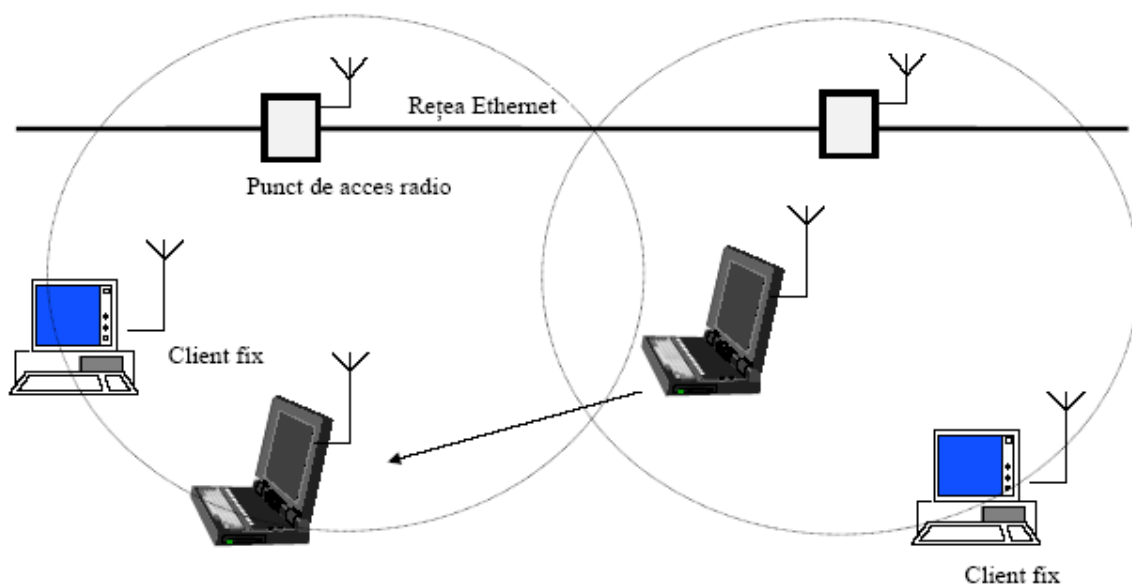 Rețea Ethernet
Punct de acces radio
Client fix
Client fix